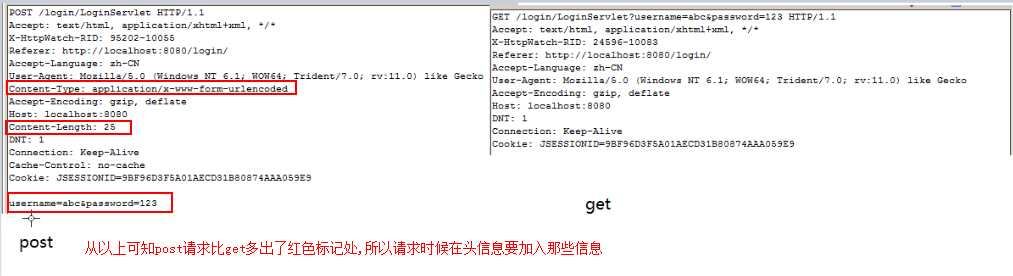 POST /login/LoginServlet HTTP/1.1
Accept: text/html, application/xhtml+xml, */*
X-HttpWatch-RID: 95202-10055
Referer: http://localhost:8080/login/
Accept-Language: zh-CN
User-Agent: Mozilla/5.0 (Windows NT 6.1; WOW64; Trident/7.0; rv:11.0) like Gecko
Content-Type: application/x-www-form-urlencoded
Accept-Encoding: gzip, deflate
Host: localhost:8080
Content-Length: 25
DNT: 1
Connection: Keep-Alive
Cache-Control: no-cache
Cookie: JSESSIONID=9BF96D3F5A01AECD31B80874AAA059E9
username=abc&password=123
post
GET /login/LoginServlet?username=abc&password=123 HTTP/1.1
Accept: text/html, application/xhtml+xml, */*
X-HttpWatch-RID: 24596-10083
Referer: http://localhost:8080/login/
Accept-Language: zh-CN
User-Agent: Mozilla/5.0 (Windows NT 6.1; WOW64; Trident/7.0; rv:11.0) like Gecko
Accept-Encoding: gzip, deflate
Host: localhost:8080
DNT: 1
Connection: Keep-Alive
Cookie: JSESSIONID=9BF96D3F5A01AECD31B80874AAA059E9
get
从以上可知post请求比get多出了红色标记处,所以请求时候在头信息要加入那些信息